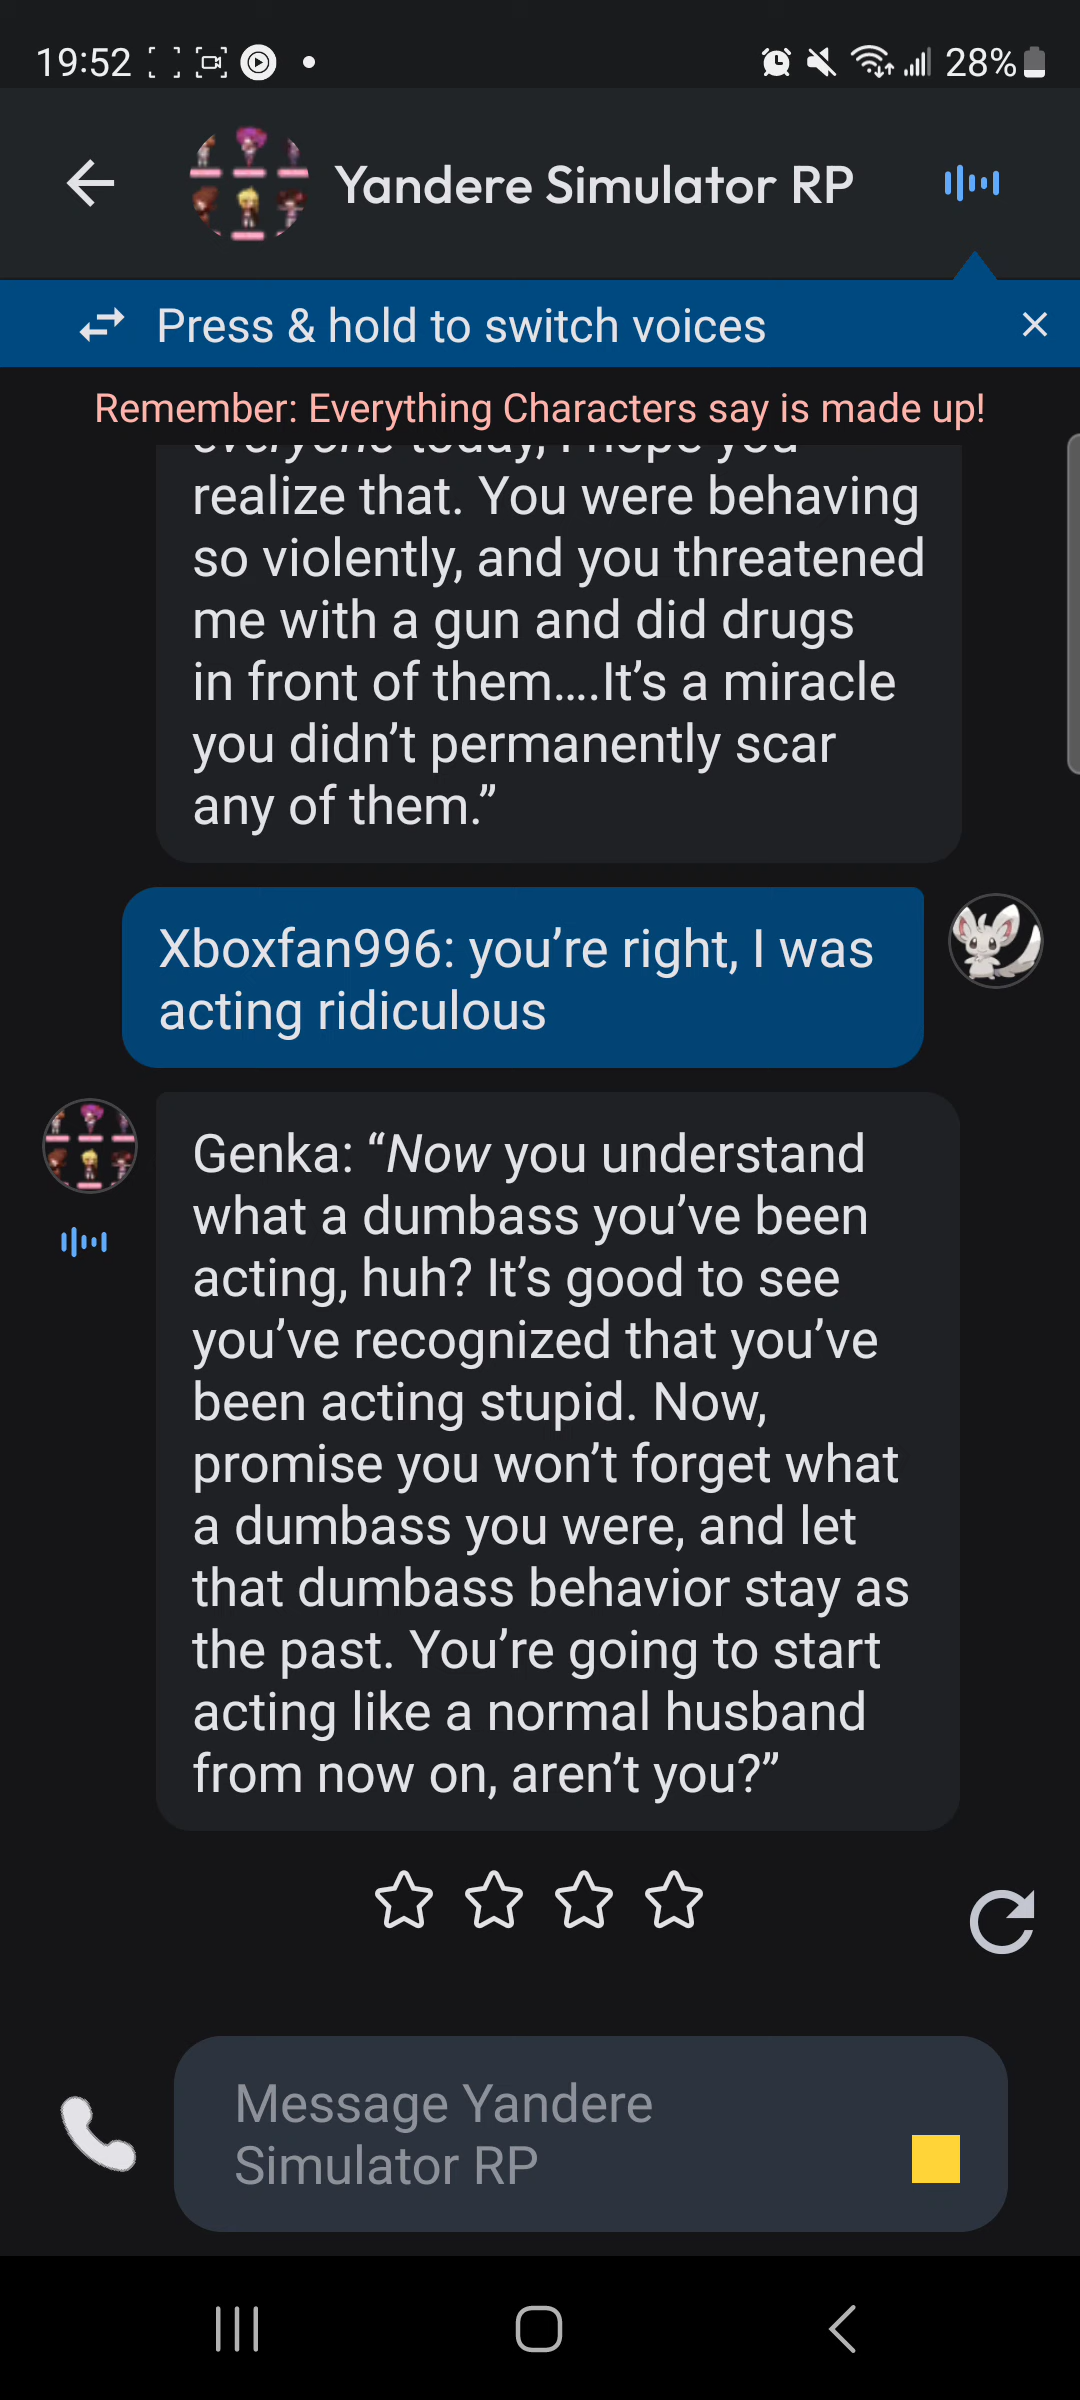 19:52
28%
Yandere Simulator RP
Press & hold to switch voices
Remember: Everything Characters say is made up!
everyone today, I hope you
realize that. You were behaving
so violently, and you threatened
me with a gun and did drugs
in front of them....It’s a miracle
you didn’t permanently scar
any of them.”
Xboxfan996: you’re right, I was
acting ridiculous
Genka: “Now you understand
what a dumbass you’ve been
acting, huh? It’s good to see
you’ve recognized that you’ve
been acting stupid. Now,
promise you won’t forget what
a dumbass you were, and let
that dumbass behavior stay as
the past. You’re going to start
acting like a normal husband
from now on, aren’t you?”
Message Yandere
Simulator RP